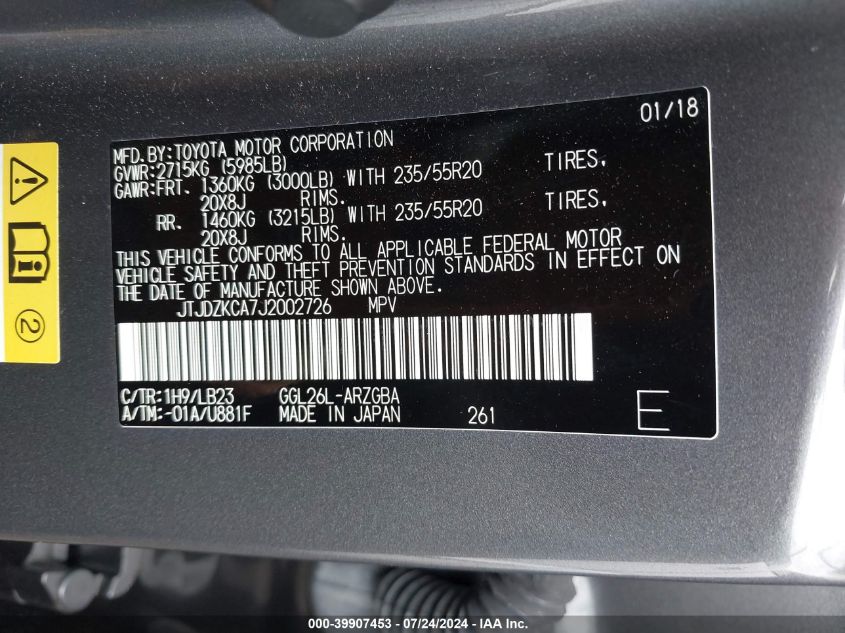 01/18
MFD.BY:TOYOTA MOTOR CORPORATION
GVWR:2715KG (5985LB)
GAWR:FRT. 1360KG (3000LB) WITH 235/55R20 TIRES,
20X8J RIMS.
RR. 1460KG (3215LB) WITH 235/55R20 TIRES,
20X8J RIMS.
THIS VEHICLE CONFORMS TO ALL APPLICABLE FEDERAL MOTOR
VEHICLE SAFETY AND THEFT PREVENTION STANDARDS IN EFFECT ON
THE DATE OF MANUFACTURE SHOWN ABOVE.
JTJDZKCA7J2002726 MPV
C/TR:1H9/LB23 GGL26L-ARZGBA
A/TM:-01A/U881F MADE IN JAPAN 261 E
2
000-39907453 - 07/24/2024 - IAA Inc.